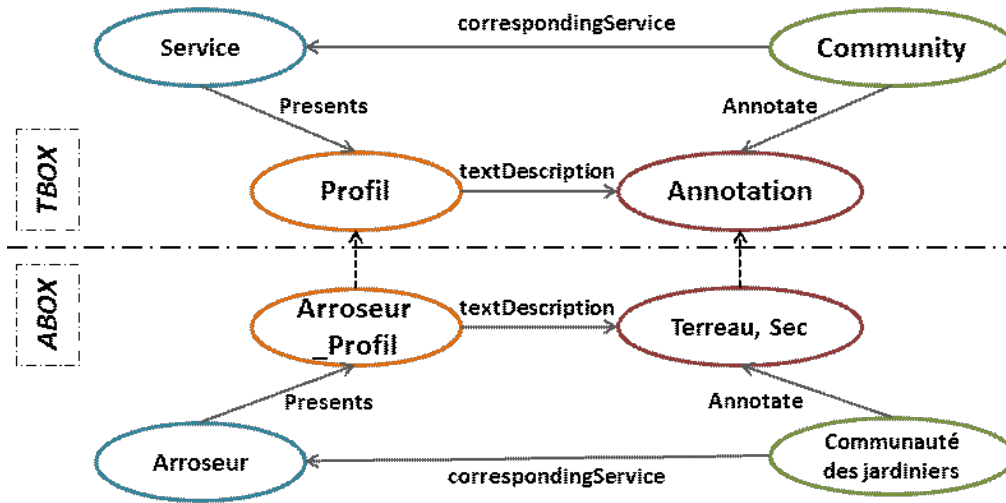 correspondingService
Service
Community
Presents
Annotate
TBOX
textDescription
Profil
Annotation
ABOX
Arroseur
_Profil
textDescription
Terreau, Sec
Presents
Annotate
Arroseur
correspondingService
Communauté
des jardiniers